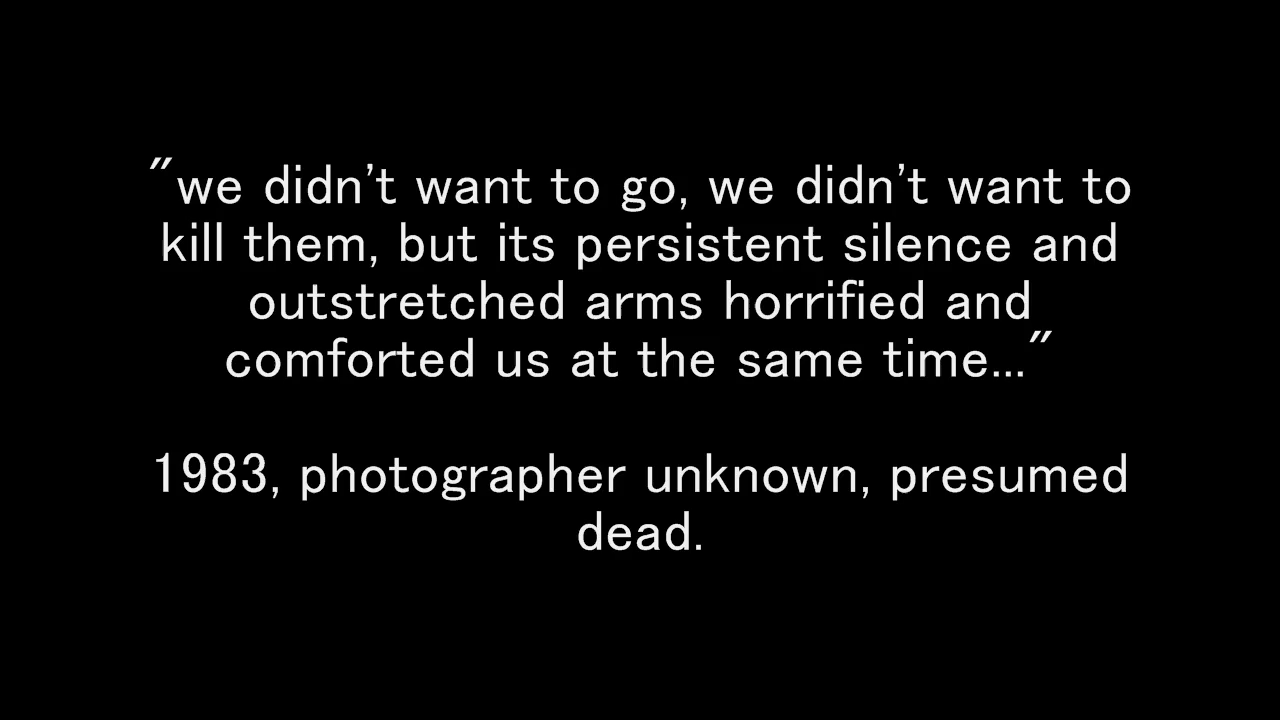 "we didn't want to go, we didn't want to
kill them, but its persistent silence and
outstretched arms horrified and
comforted us at the same time..."
1983, photographer unknown, presumed
dead.